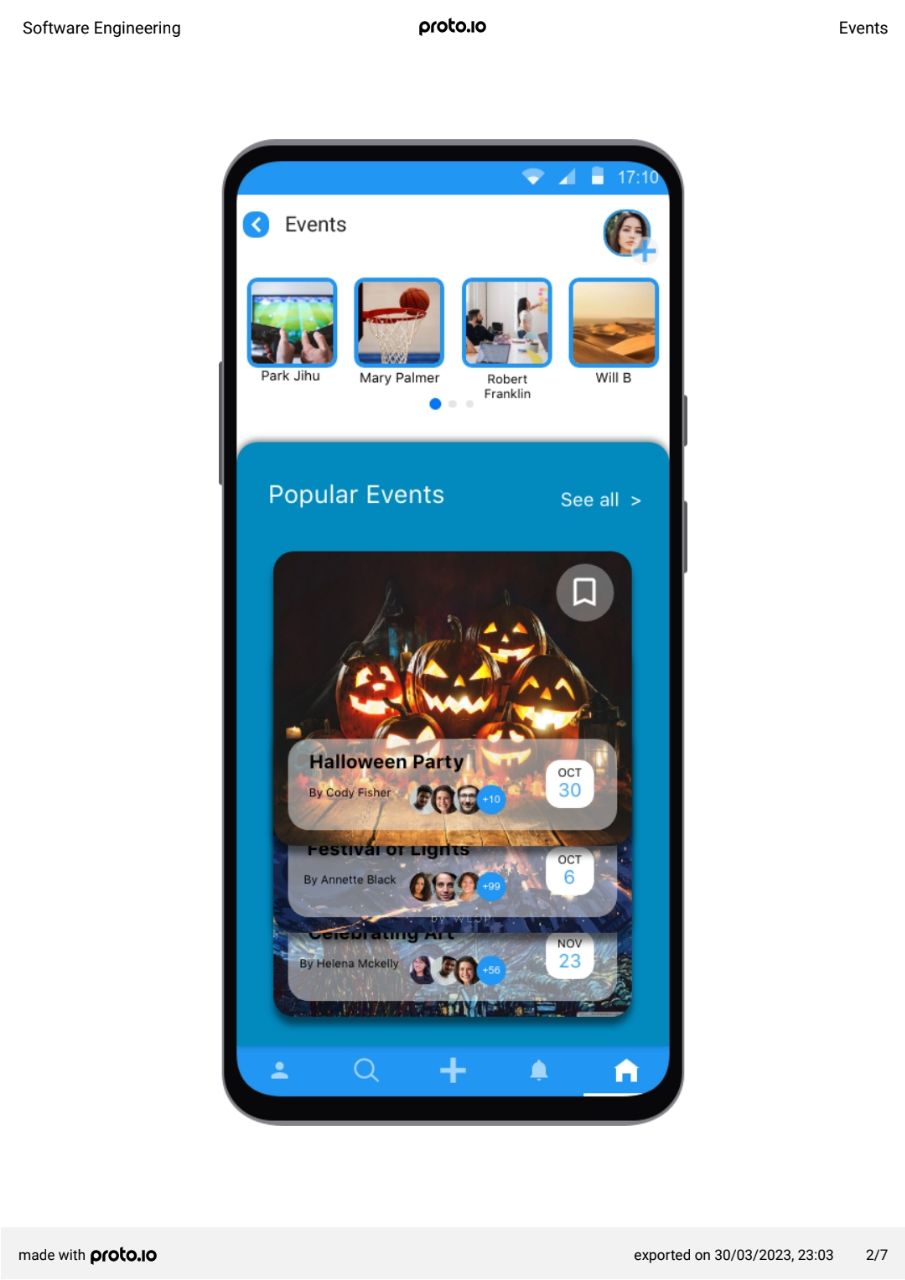 Software Engineering
proto.io
Events
17:10
Events
Park Jihu
Mary Palmer
Robert
Franklin
Will B
Popular Events
See all >
Halloween Party
By Cody Fisher
+10
OCT
30
Festival of Lights
By Annette Black
+99
OCT
6
by WLOP
Celebrating Art
By Helena Mckelly
+56
NOV
23
made with proto.io
exported on 30/03/2023, 23:03
2/7